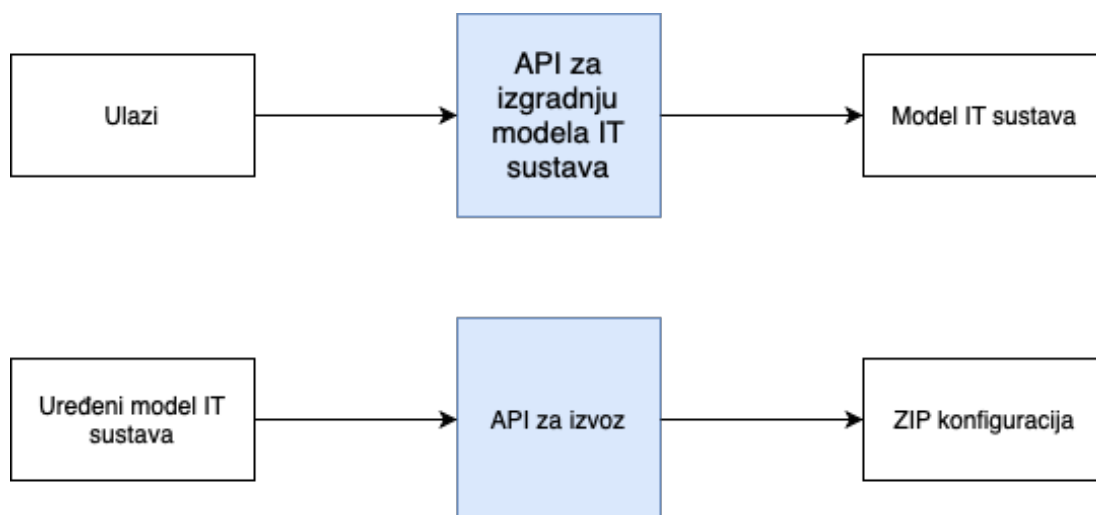 Ulazi
API za
izgradnju
modela IT
sustava
Model IT sustava
Uređeni model IT
sustava
API za izvoz
ZIP konfiguracija